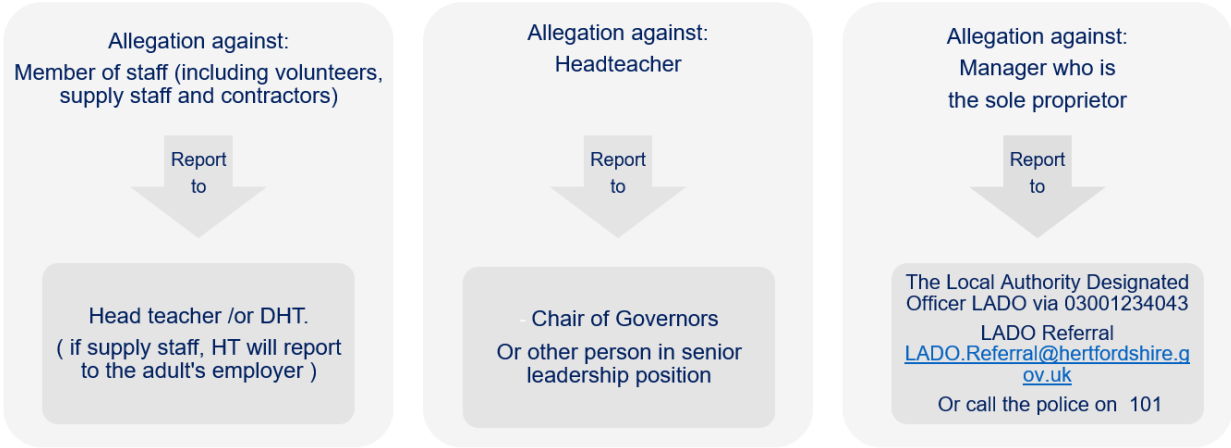 Allegation against:
Member of staff (including volunteers,
supply staff and contractors)
Report
to
Head teacher /or DHT.
( if supply staff, HT will report
to the adult's employer )
Allegation against:
Headteacher
Report
to
- Chair of Governors
Or other person in senior
leadership position
Allegation against:
Manager who is
the sole proprietor
Report
to
The Local Authority Designated
Officer LADO via 03001234043
LADO Referral
LADO.Referral@hertfordshire.g
ov.uk
Or call the police on 101